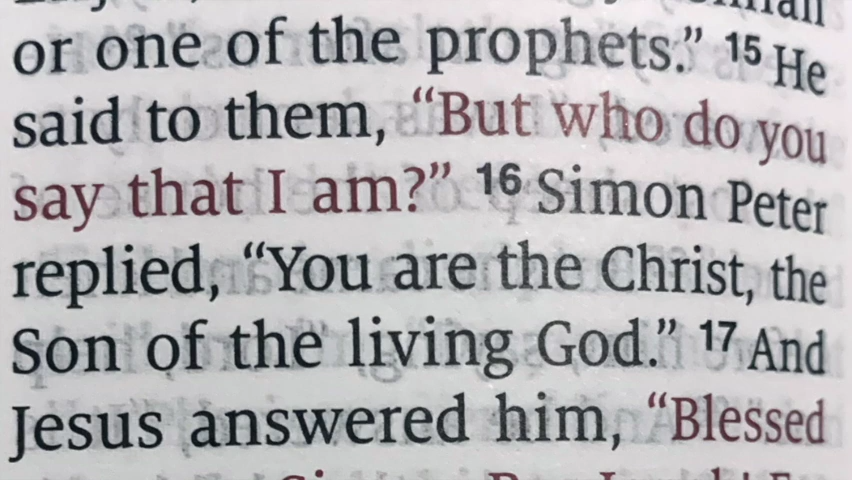 or one of the prophets.” 15 He
said to them, “But who do you
say that I am?” 16 Simon Peter
replied, “You are the Christ, the
Son of the living God.” 17 And
Jesus answered him, “Blessed